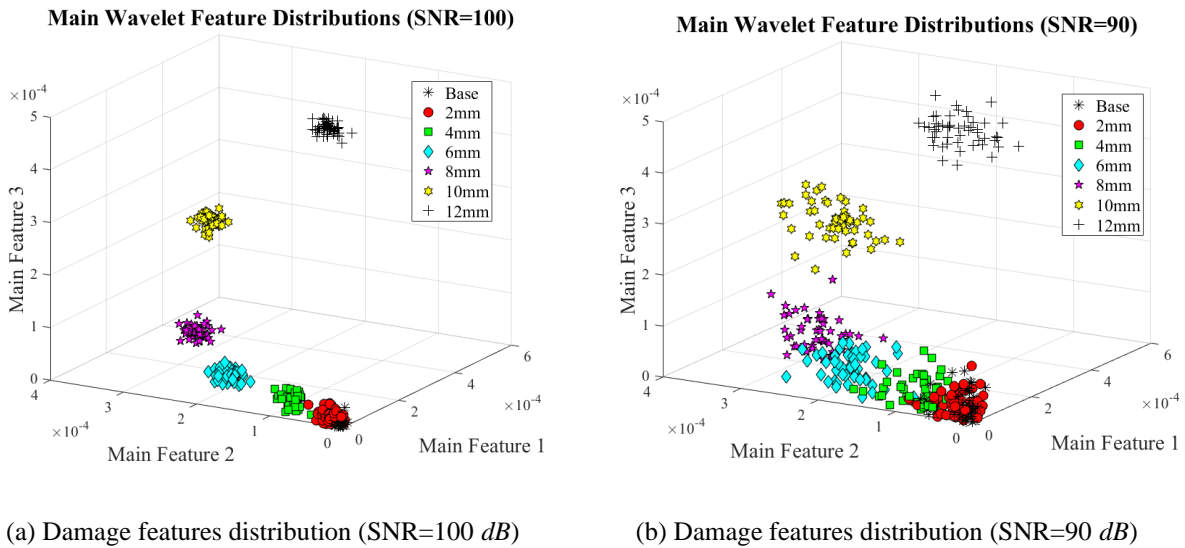 Main Wavelet Feature Distributions (SNR=100)
×10⁻⁴
5
4
3
2
1
0
Main Feature 3
4
3
2
1
0
×10⁻⁴
Main Feature 2
0
2
4
6
×10⁻⁴
Main Feature 1
Base
2mm
4mm
6mm
8mm
10mm
12mm
(a) Damage features distribution (SNR=100 dB)
Main Wavelet Feature Distributions (SNR=90)
×10⁻⁴
5
4
3
2
1
0
Main Feature 3
4
3
2
1
0
×10⁻⁴
Main Feature 2
0
2
4
6
×10⁻⁴
Main Feature 1
Base
2mm
4mm
6mm
8mm
10mm
12mm
(b) Damage features distribution (SNR=90 dB)